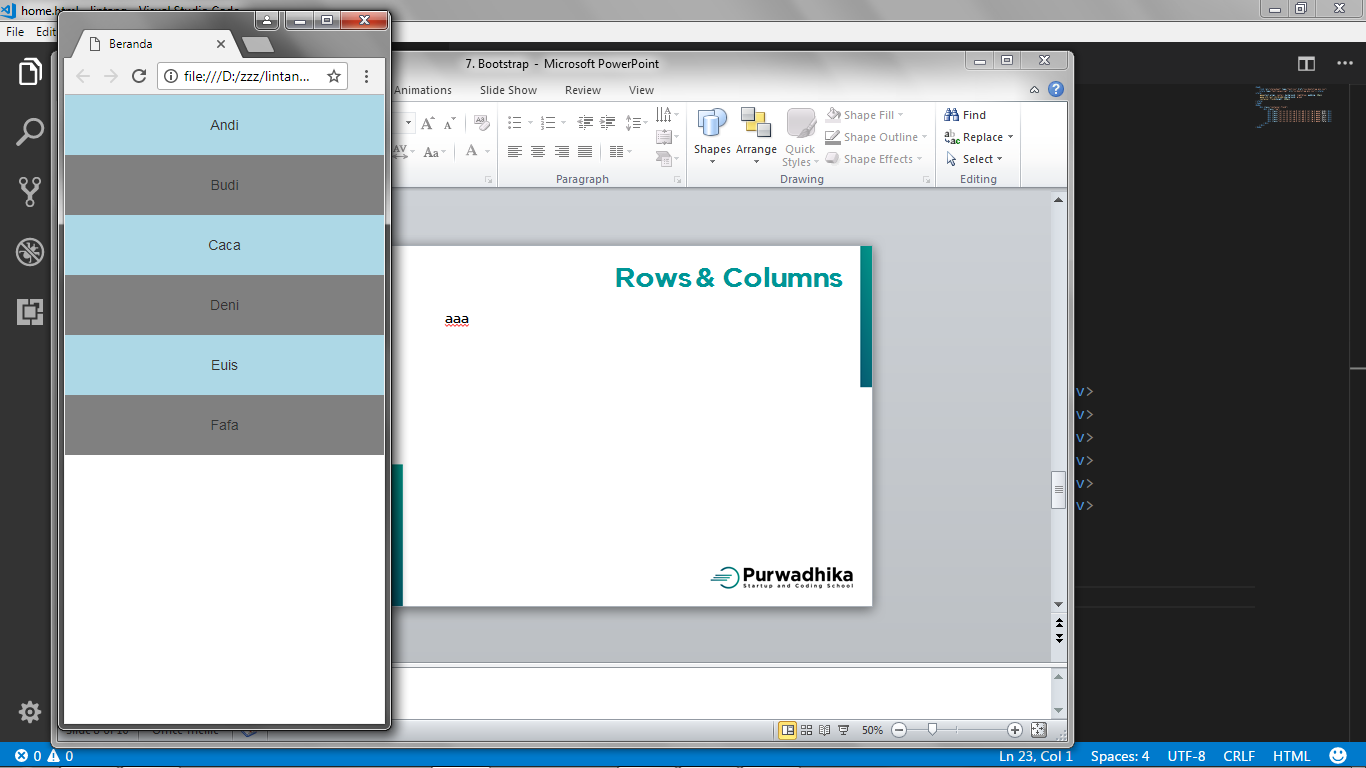 File
Edit
Beranda
file:///D:/zzz/lintan...
Andi
Budi
Caca
Deni
Euis
Fafa
7. Bootstrap - Microsoft PowerPoint
Animations
Slide Show
Review
View
Aa
Paragraph
Shapes
Arrange
Quick
Styles
Shape Fill
Shape Outline
Shape Effects
Drawing
Find
Replace
Select
Editing
Rows & Columns
aaa
Purwadhika
Startup and Coding School
50%
v>
v>
v>
v>
v>
v>
0
0
Ln 23, Col 1
Spaces: 4
UTF-8
CRLF
HTML